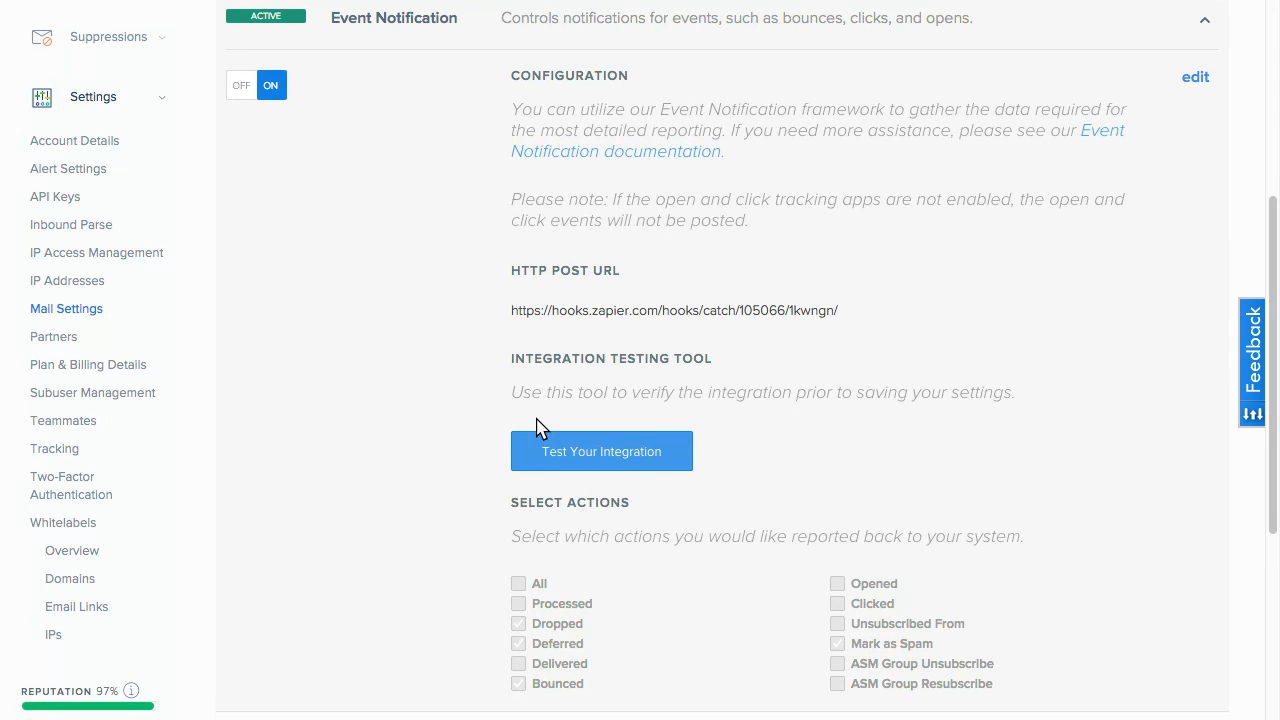 Suppressions
Settings
Account Details
Alert Settings
API Keys
Inbound Parse
IP Access Management
IP Addresses
Mail Settings
Partners
Plan & Billing Details
Subuser Management
Teammates
Tracking
Two-Factor
Authentication
Whitelabels
Overview
Domains
Email Links
IPs
REPUTATION 97%
ACTIVE
Event Notification
Controls notifications for events, such as bounces, clicks, and opens.
OFF ON
CONFIGURATION
edit
You can utilize our Event Notification framework to gather the data required for
the most detailed reporting. If you need more assistance, please see our Event
Notification documentation.
Please note: If the open and click tracking apps are not enabled, the open and
click events will not be posted.
HTTP POST URL
https://hooks.zapier.com/hooks/catch/105066/1kwngn/
INTEGRATION TESTING TOOL
Use this tool to verify the integration prior to saving your settings.
Test Your Integration
SELECT ACTIONS
Select which actions you would like reported back to your system.
All
Processed
Dropped
Deferred
Delivered
Bounced
Opened
Clicked
Unsubscribed From
Mark as Spam
ASM Group Unsubscribe
ASM Group Resubscribe
Feedback